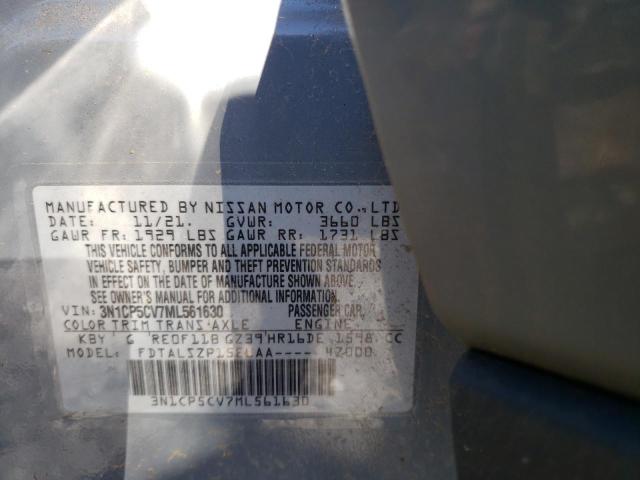 MANUFACTURED BY NISSAN MOTOR CO.,LTD
DATE: 11/21. GVWR: 3660 LBS
GAWR FR: 1929 LBS GAWR RR: 1731 LBS
THIS VEHICLE CONFORMS TO ALL APPLICABLE FEDERAL MOTOR
VEHICLE SAFETY, BUMPER AND THEFT PREVENTION STANDARDS
IN EFFECT ON THE DATE OF MANUFACTURE SHOWN ABOVE.
SEE OWNER'S MANUAL FOR ADDITIONAL INFORMATION.
VIN: 3N1CP5CV7ML561630 PASSENGER CAR
COLOR TRIM TRANS AXLE ENGINE
KBY G RE0F11B GZ39 HR16DE 1598 CC
MODEL: 42000
3N1CP5CV7ML561630